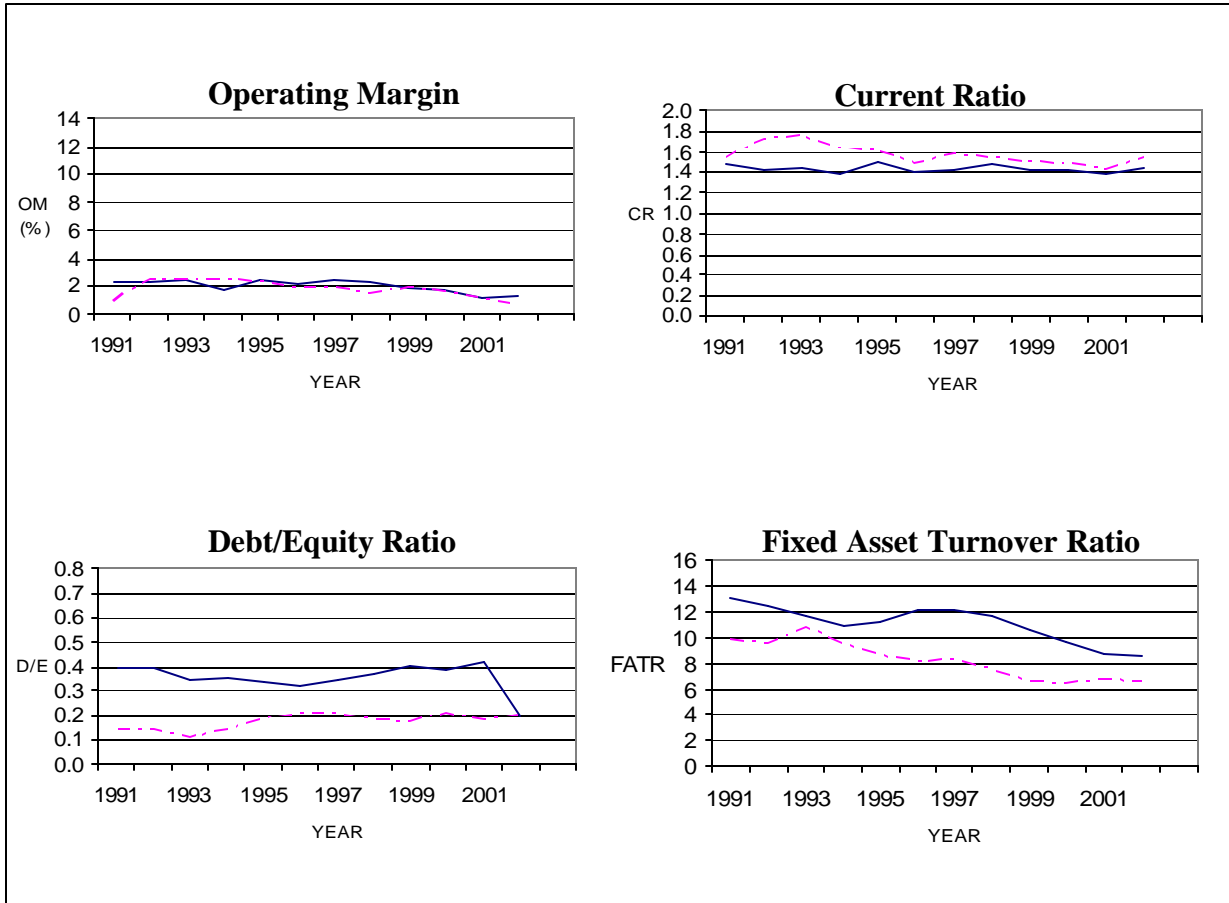 Operating Margin
14
12
10
8
6
4
2
0
OM
(%)
1991 1993 1995 1997 1999 2001
YEAR
Current Ratio
2.0
1.8
1.6
1.4
1.2
1.0
0.8
0.6
0.4
0.2
0.0
CR
1991 1993 1995 1997 1999 2001
YEAR
Debt/Equity Ratio
0.8
0.7
0.6
0.5
0.4
0.3
0.2
0.1
0.0
D/E
1991 1993 1995 1997 1999 2001
YEAR
Fixed Asset Turnover Ratio
16
14
12
10
8
6
4
2
0
FATR
1991 1993 1995 1997 1999 2001
YEAR